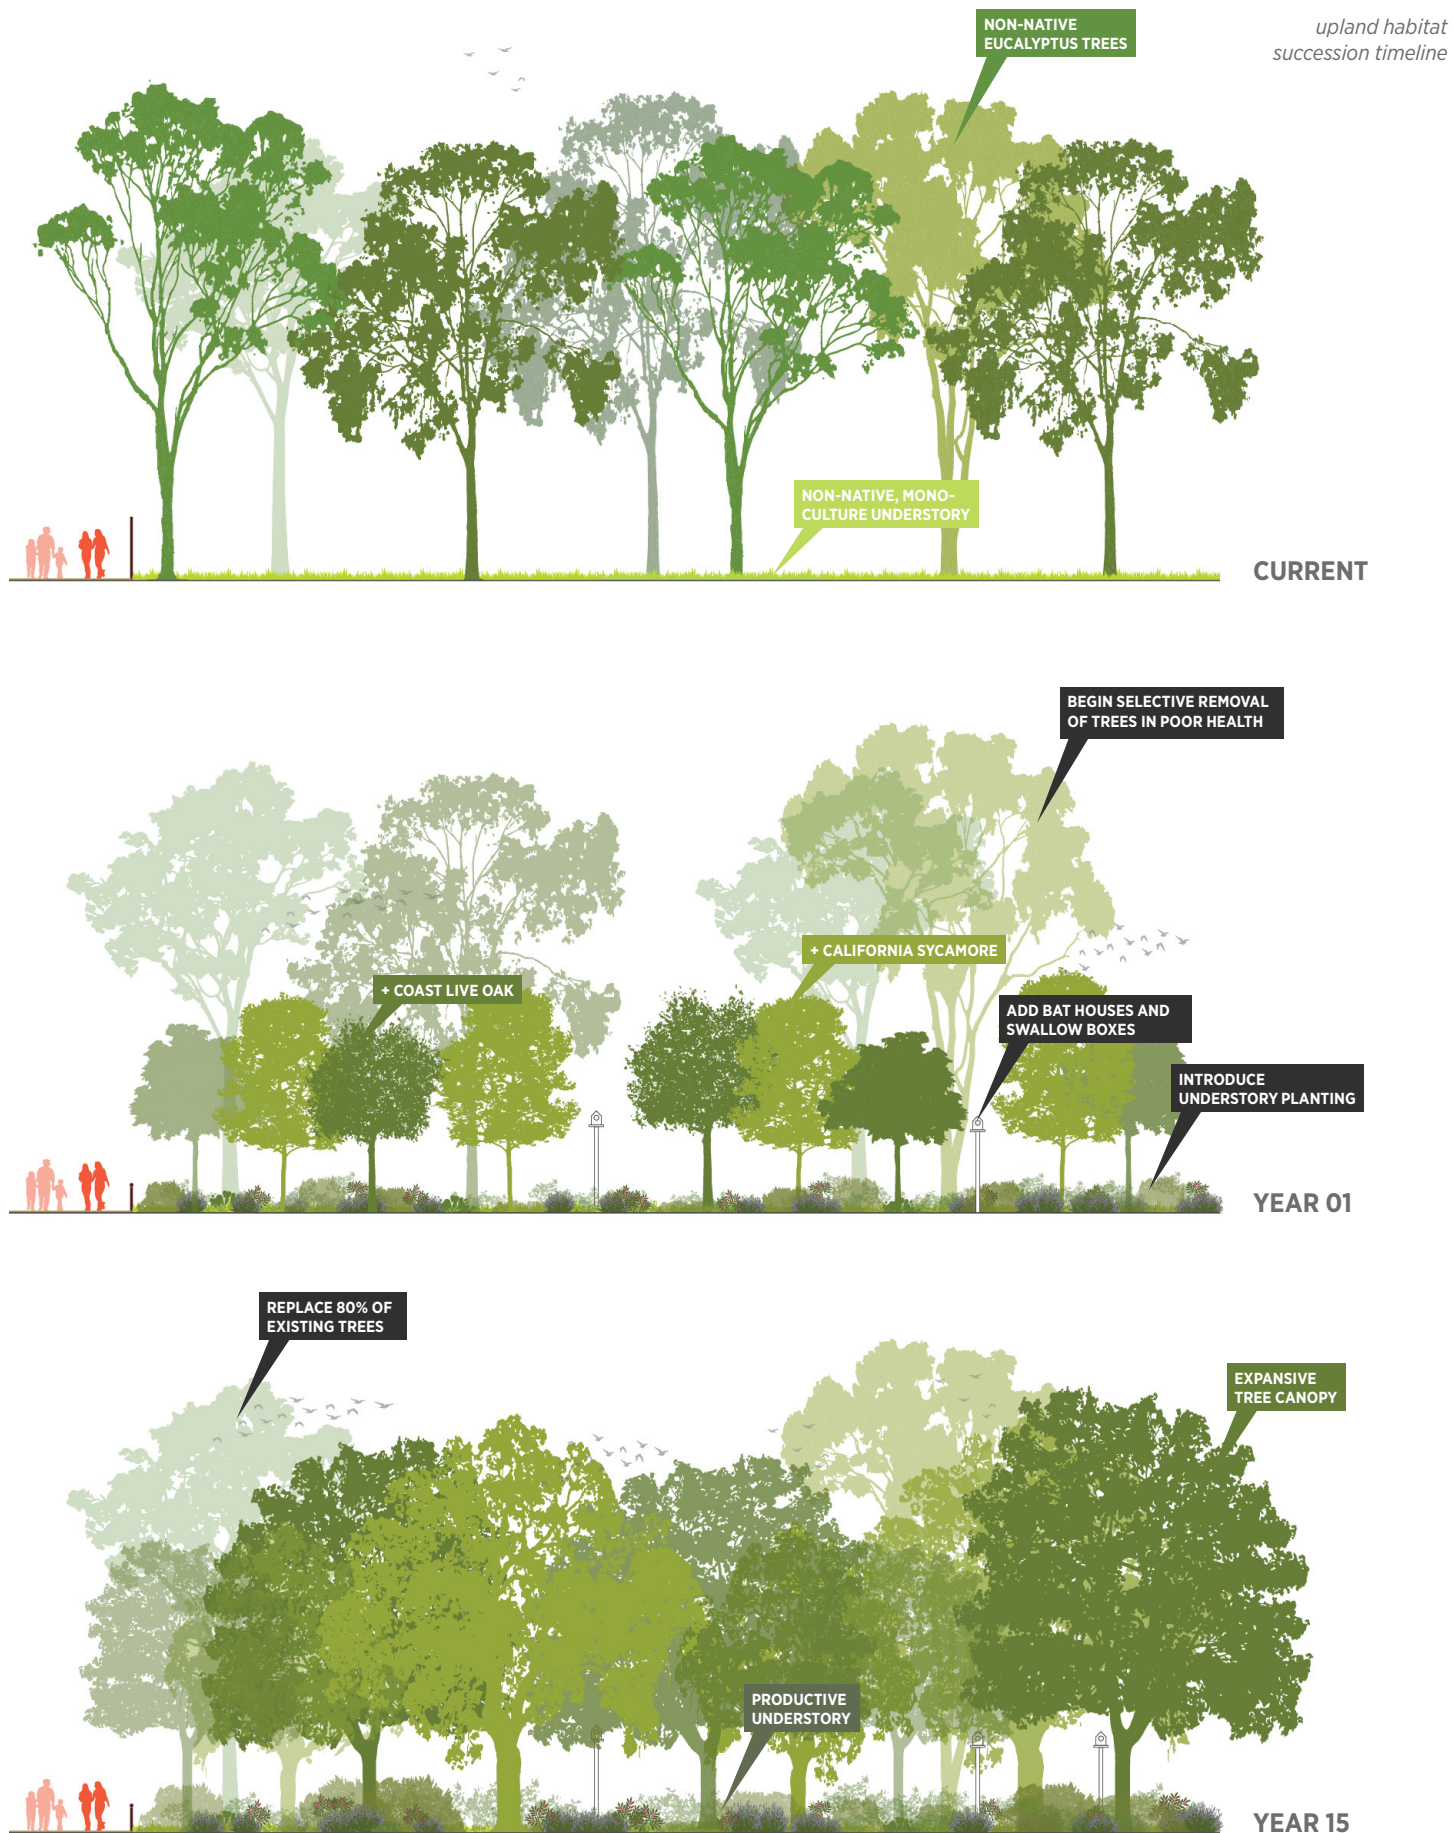 upland habitat
succession timeline
NON-NATIVE
EUCALYPTUS TREES
NON-NATIVE, MONO-
CULTURE UNDERSTORY
CURRENT
BEGIN SELECTIVE REMOVAL
OF TREES IN POOR HEALTH
+ CALIFORNIA SYCAMORE
+ COAST LIVE OAK
ADD BAT HOUSES AND
SWALLOW BOXES
INTRODUCE
UNDERSTORY PLANTING
YEAR 01
REPLACE 80% OF
EXISTING TREES
EXPANSIVE
TREE CANOPY
PRODUCTIVE
UNDERSTORY
YEAR 15